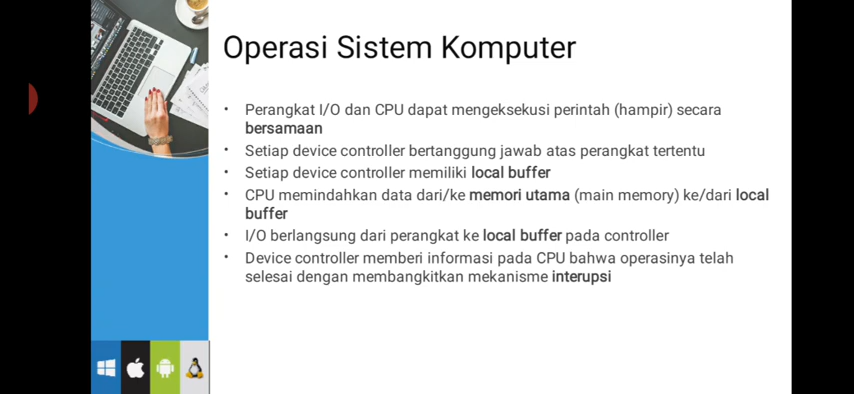 Operasi Sistem Komputer
• Perangkat I/O dan CPU dapat mengeksekusi perintah (hampir) secara
bersamaan
• Setiap device controller bertanggung jawab atas perangkat tertentu
• Setiap device controller memiliki local buffer
• CPU memindahkan data dari/ke memori utama (main memory) ke/dari local
buffer
• I/O berlangsung dari perangkat ke local buffer pada controller
• Device controller memberi informasi pada CPU bahwa operasinya telah
selesai dengan membangkitkan mekanisme interupsi